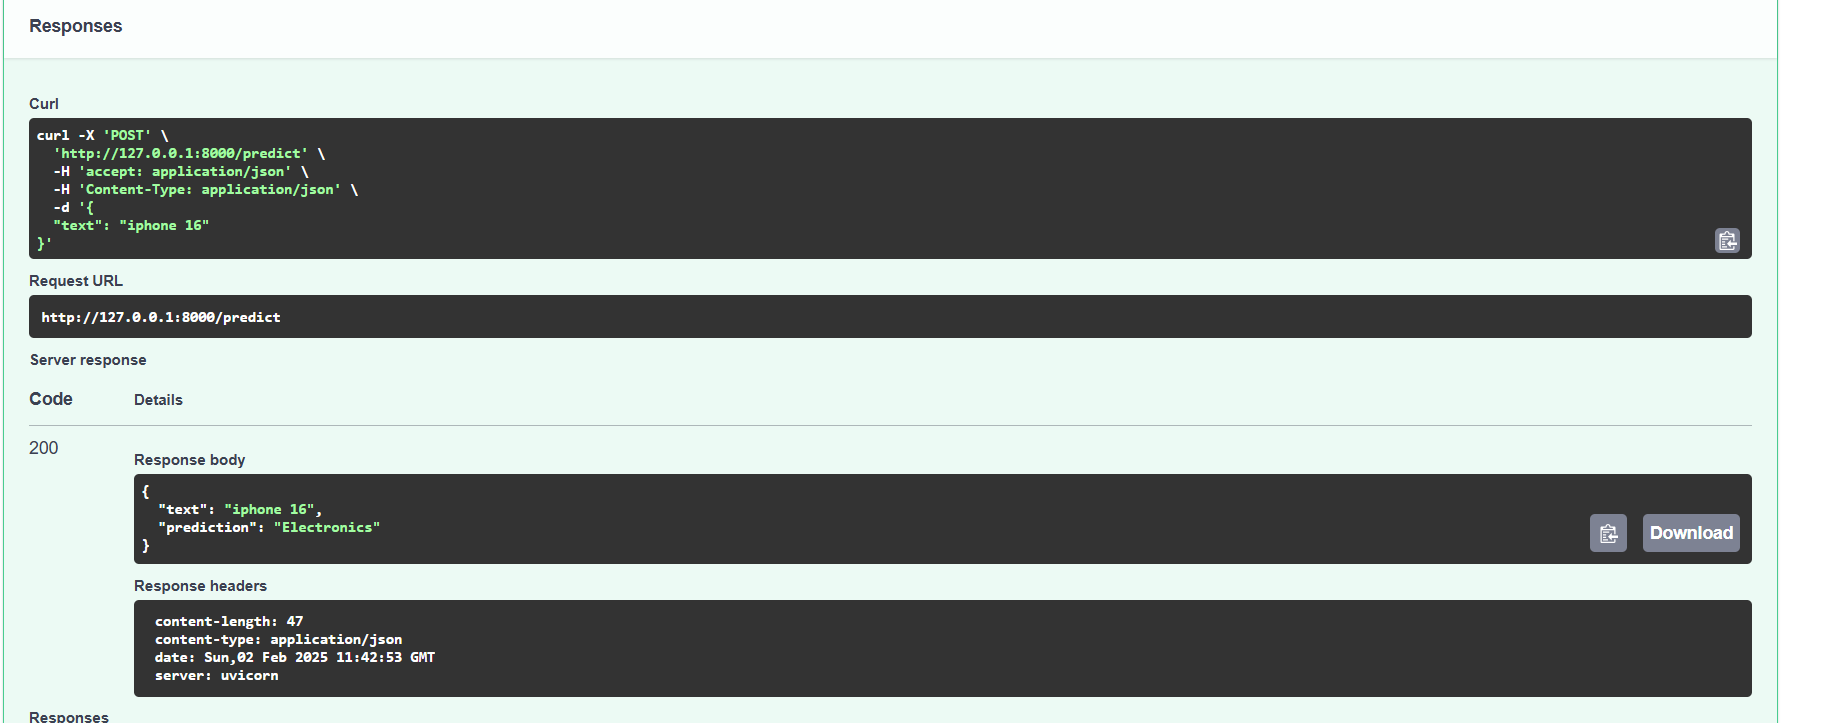 Responses
Curl
curl -X 'POST' \
  'http://127.0.0.1:8000/predict' \
  -H 'accept: application/json' \
  -H 'Content-Type: application/json' \
  -d '{
  "text": "iphone 16"
}'
Request URL
http://127.0.0.1:8000/predict
Server response
Code Details
200
Response body
{
  "text": "iphone 16",
  "prediction": "Electronics"
}
Download
Response headers
content-length: 47
content-type: application/json
date: Sun,02 Feb 2025 11:42:53 GMT
server: uvicorn
Responses